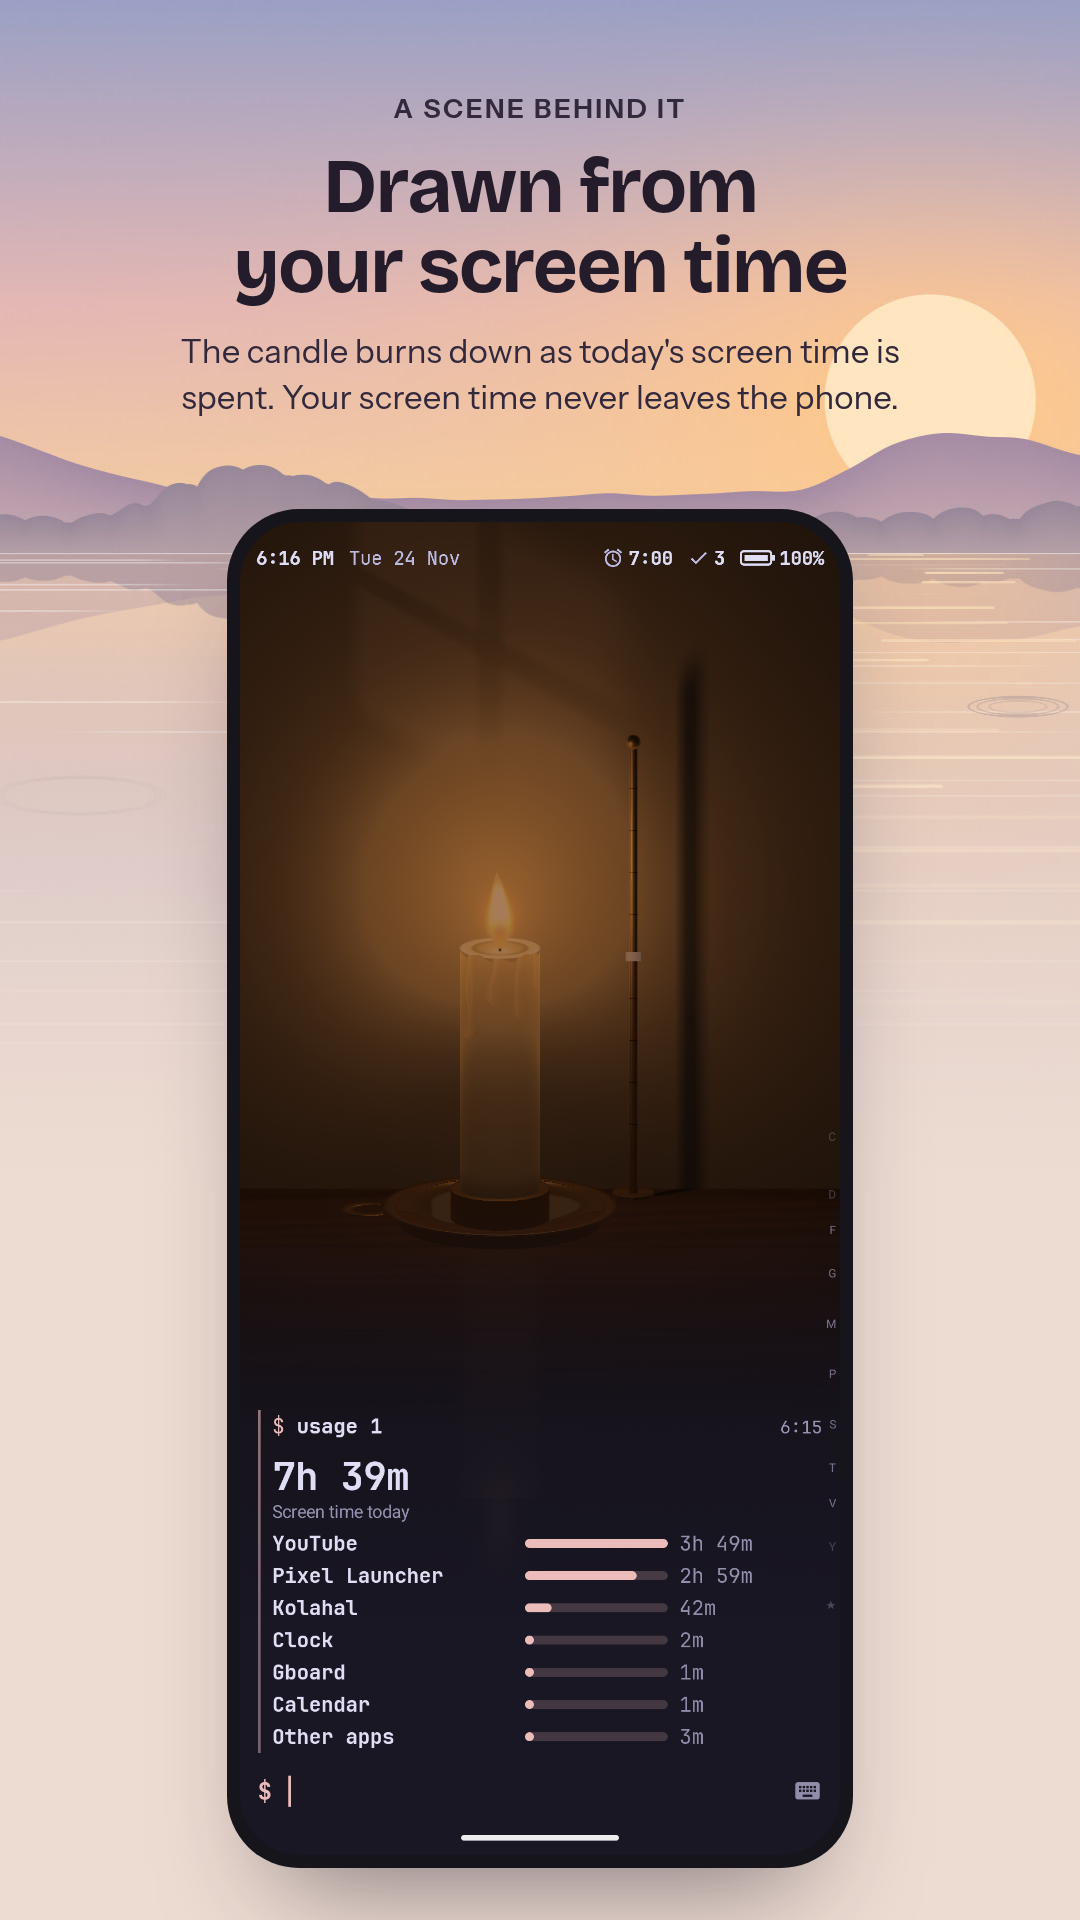 A SCENE BEHIND IT
Drawn from
your screen time
The candle burns down as today's screen time is
spent. Your screen time never leaves the phone.
6:16 PM Tue 24 Nov 7:00 3 100%
C
D
F
G
M
P
$ usage 1 6:15 S
7h 39m T
Screen time today V
YouTube 3h 49m Y
Pixel Launcher 2h 59m
Kolahal 42m ★
Clock 2m
Gboard 1m
Calendar 1m
Other apps 3m
$